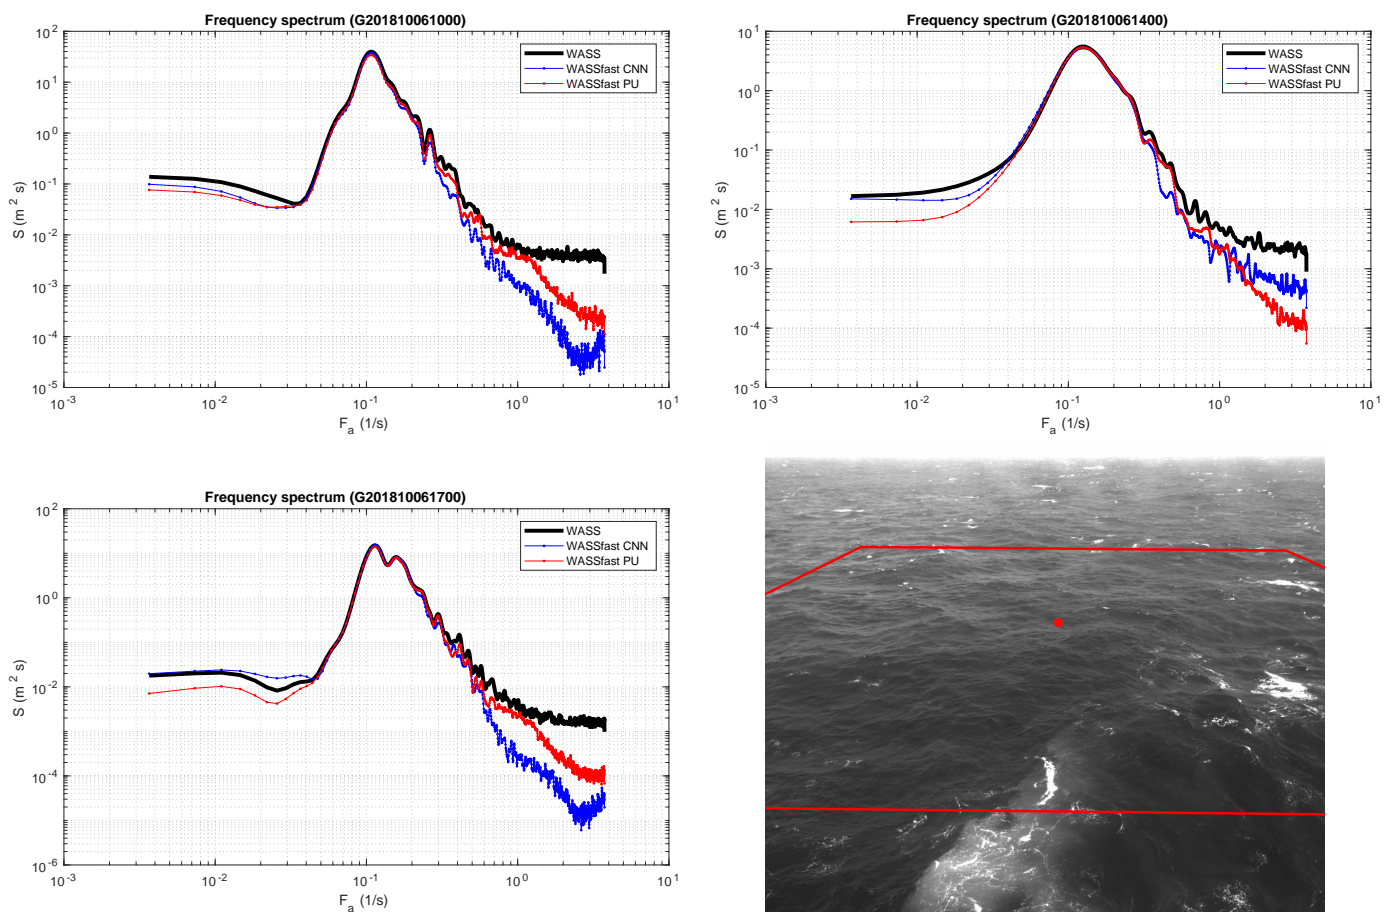 Frequency spectrum (G201810061000)
10^2
10^1
10^0
10^-1
10^-2
10^-3
10^-4
10^-5
S (m^2 s)
WASS
WASSfast CNN
WASSfast PU
10^-3
10^-2
10^-1
10^0
10^1
F_a (1/s)
Frequency spectrum (G201810061400)
10^1
10^0
10^-1
10^-2
10^-3
10^-4
10^-5
S (m^2 s)
WASS
WASSfast CNN
WASSfast PU
10^-3
10^-2
10^-1
10^0
10^1
F_a (1/s)
Frequency spectrum (G201810061700)
10^2
10^0
10^-2
10^-4
10^-6
S (m^2 s)
WASS
WASSfast CNN
WASSfast PU
10^-3
10^-2
10^-1
10^0
10^1
F_a (1/s)